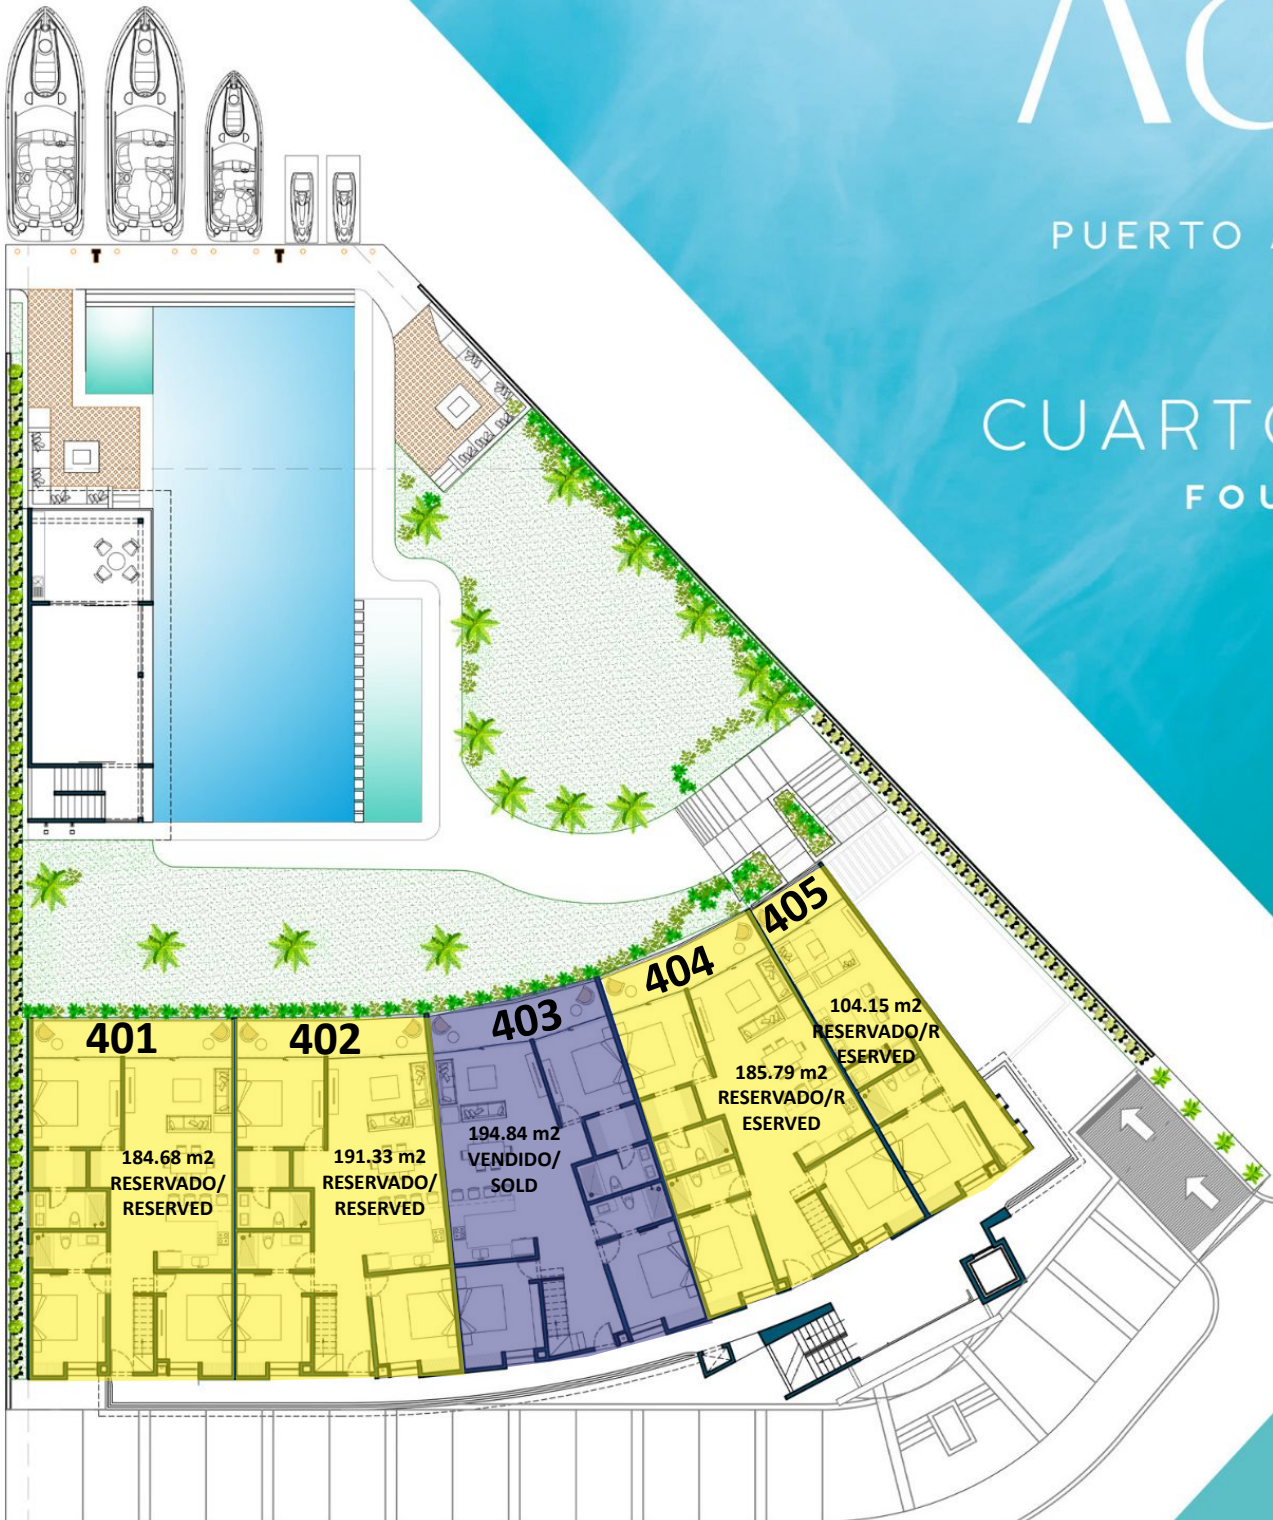 PUERTO
CUARTO
FOU
405
404
403
401
402
104.15 m2
RESERVADO/R
ESERVED
185.79 m2
RESERVADO/R
ESERVED
194.84 m2
VENDIDO/
SOLD
184.68 m2
RESERVADO/
RESERVED
191.33 m2
RESERVADO/
RESERVED